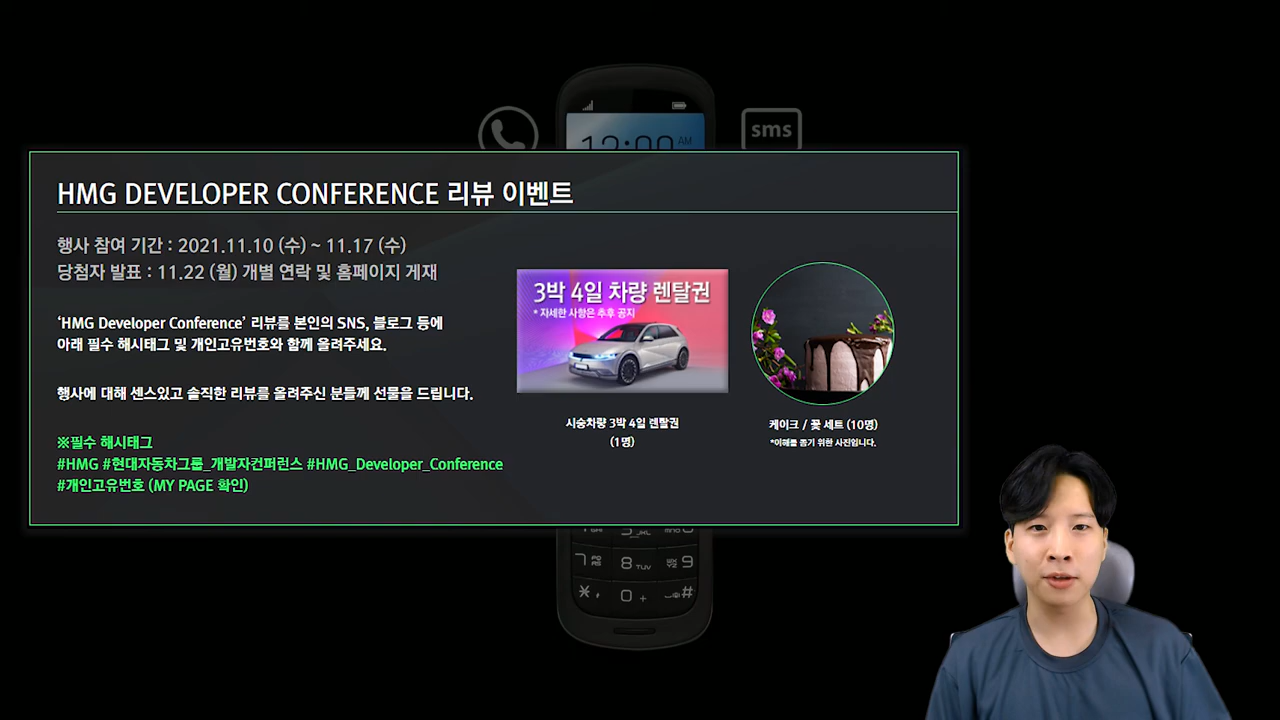 12:00 AM
sms
HMG DEVELOPER CONFERENCE 리뷰 이벤트
행사 참여 기간 : 2021.11.10 (수) ~ 11.17 (수)
당첨자 발표 : 11.22 (월) 개별 연락 및 홈페이지 게재
‘HMG Developer Conference’ 리뷰를 본인의 SNS, 블로그 등에
아래 필수 해시태그 및 개인고유번호와 함께 올려주세요.
행사에 대해 센스있고 솔직한 리뷰를 올려주신 분들께 선물을 드립니다.
※필수 해시태그
#HMG #현대자동차그룹_개발자컨퍼런스 #HMG_Developer_Conference
#개인고유번호 (MY PAGE 확인)
3박 4일 차량 렌탈권
* 자세한 사항은 추후 공지
시승차량 3박 4일 렌탈권
(1명)
케이크 / 꽃 세트 (10명)
*이해를 돕기 위한 사진입니다.
7 8 TUV 9
* , 0 + #